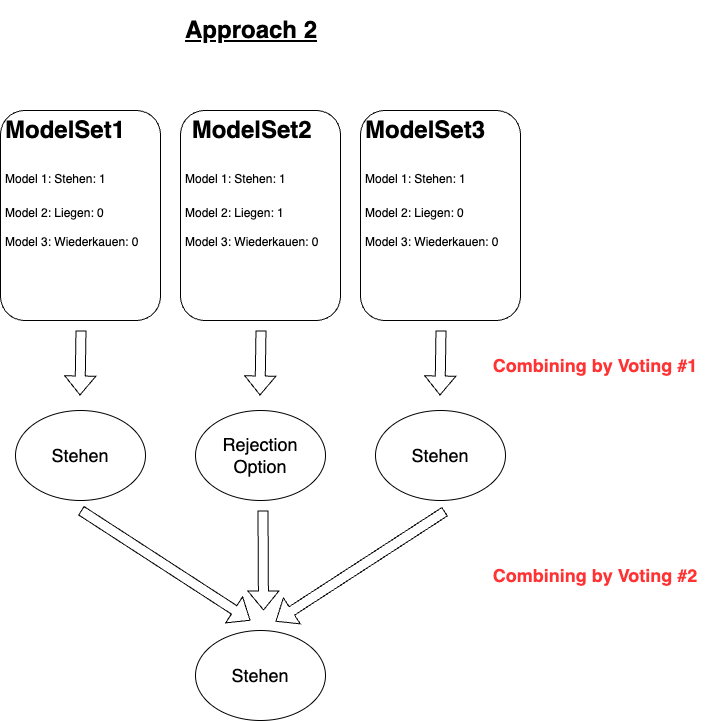 Approach 2
ModelSet1
Model 1: Stehen: 1
Model 2: Liegen: 0
Model 3: Wiederkauen: 0
ModelSet2
Model 1: Stehen: 1
Model 2: Liegen: 1
Model 3: Wiederkauen: 0
ModelSet3
Model 1: Stehen: 1
Model 2: Liegen: 0
Model 3: Wiederkauen: 0
Combining by Voting #1
Stehen
Rejection
Option
Stehen
Combining by Voting #2
Stehen